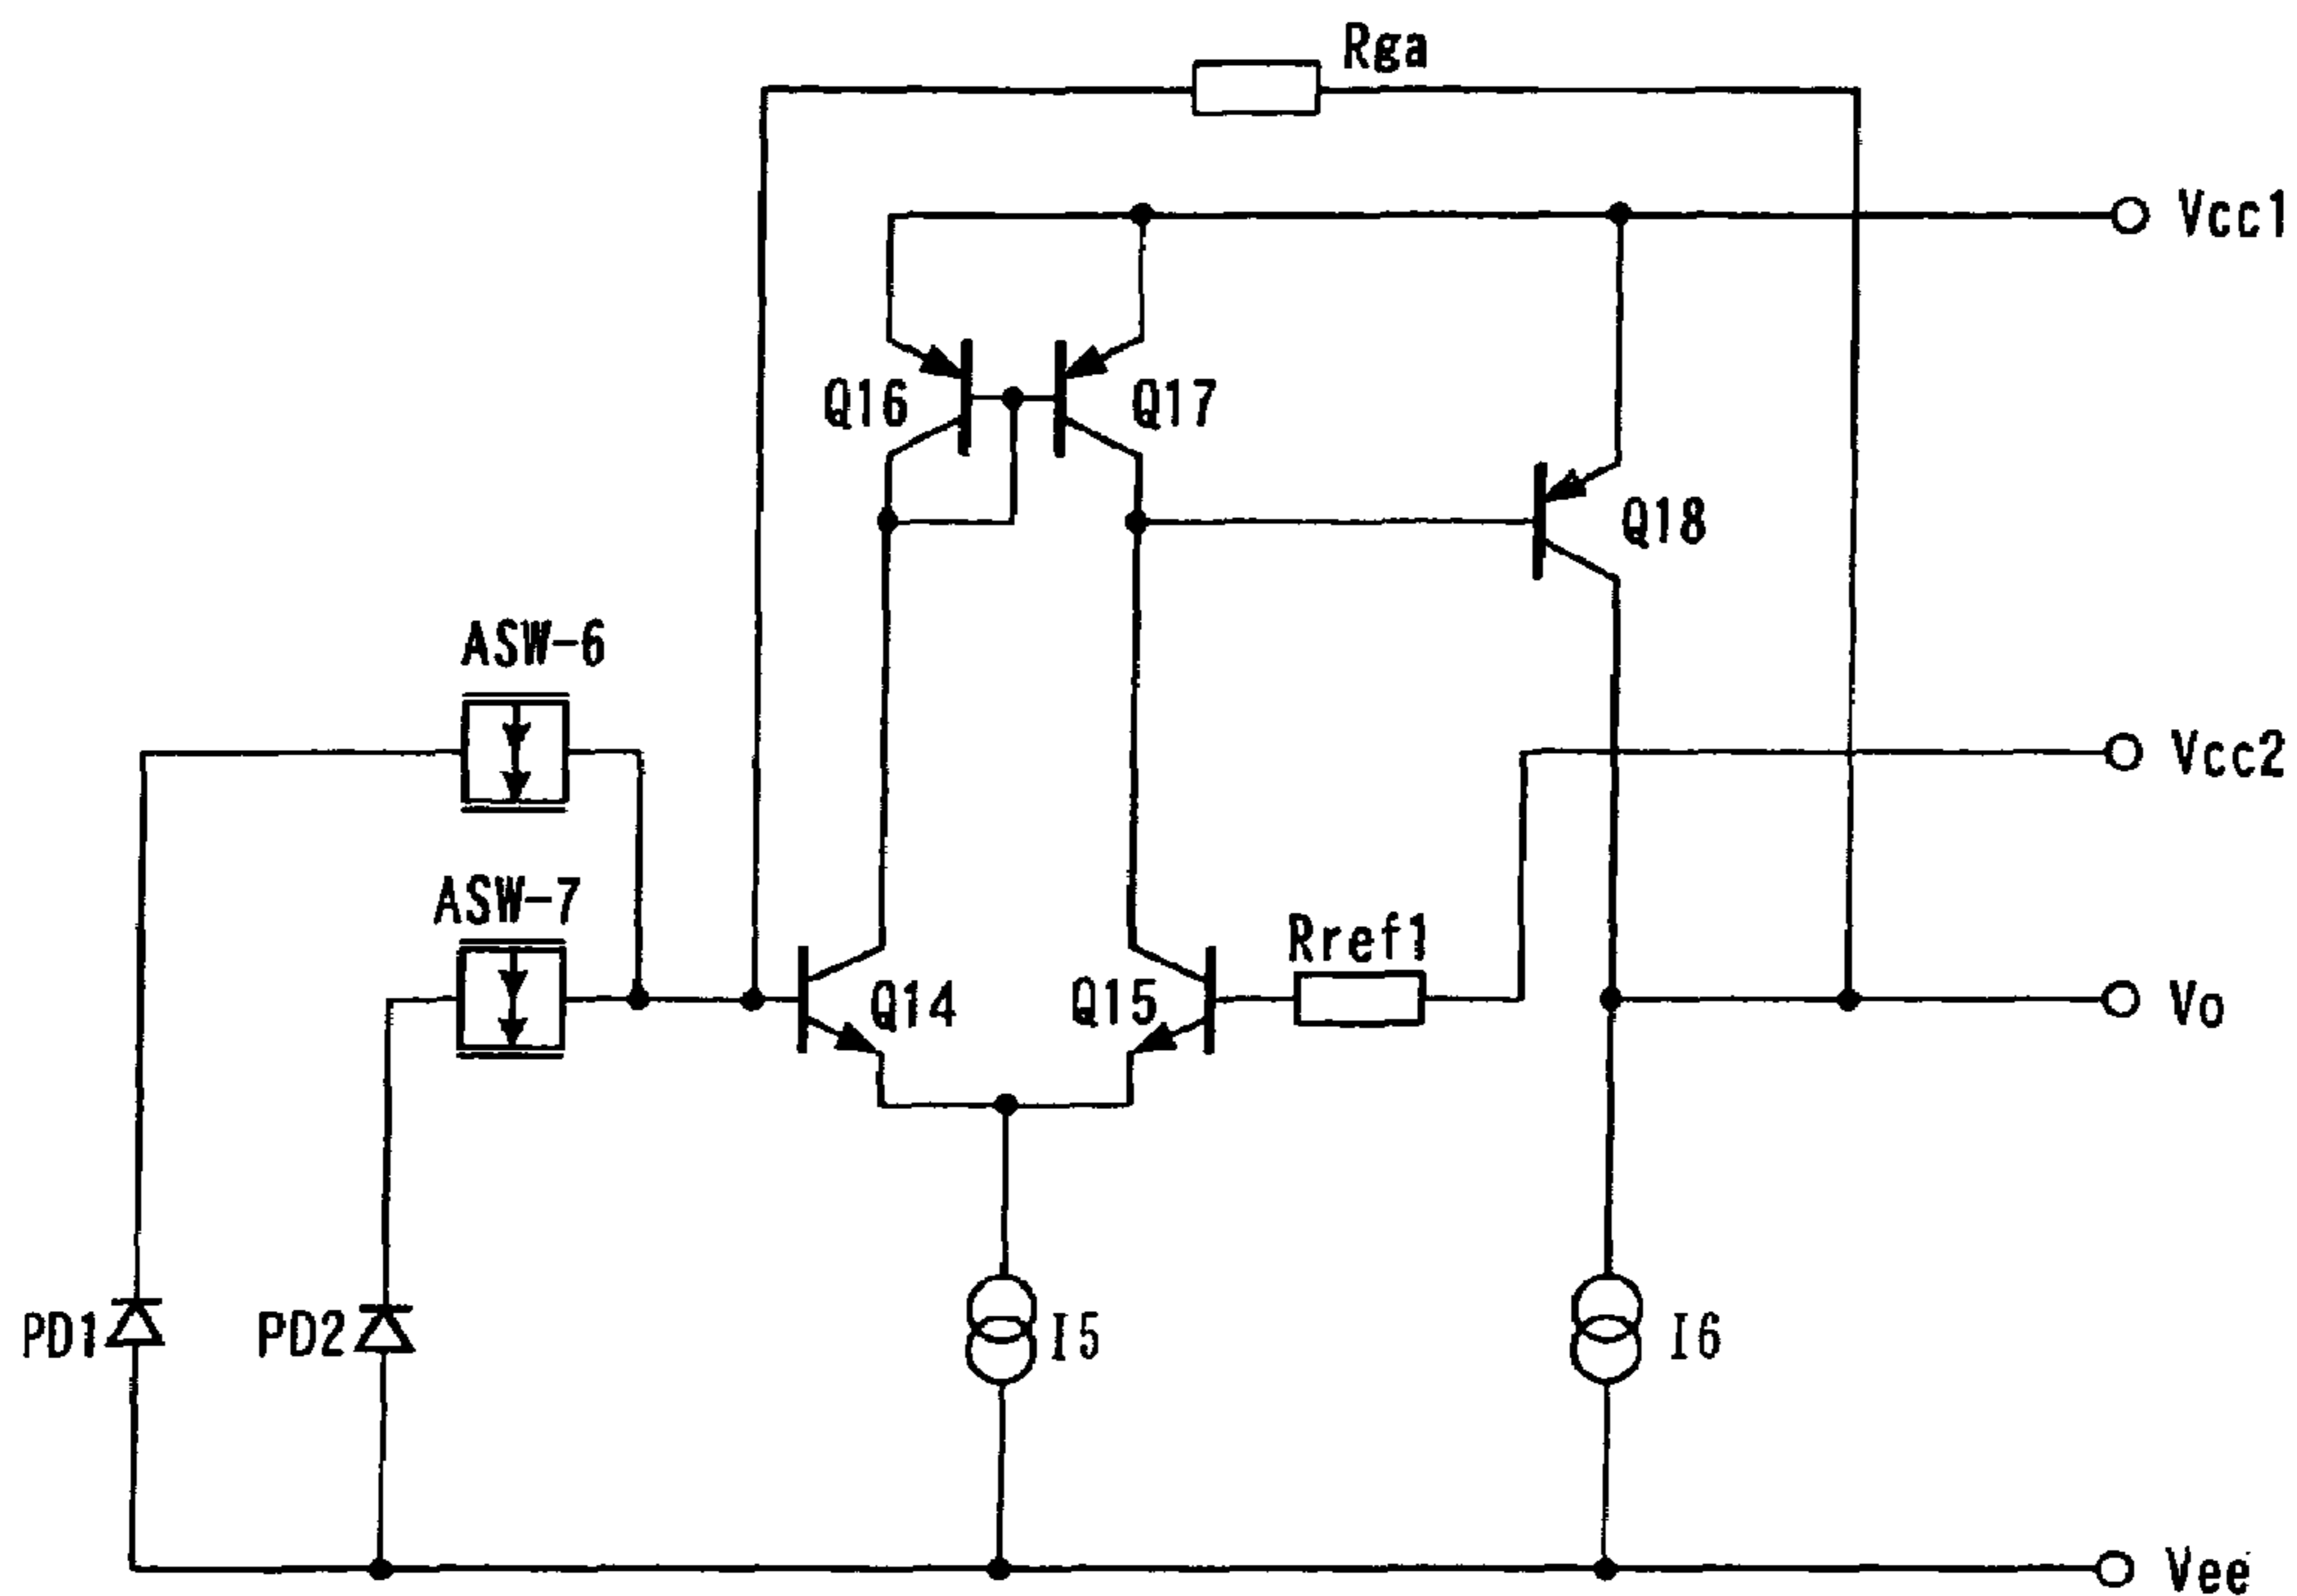 Rga
Vcc1
Q16
Q17
Q18
ASW-6
Vcc2
ASW-7
Rref1
Q14
Q15
Vo
PD1
PD2
I5
I6
Vee